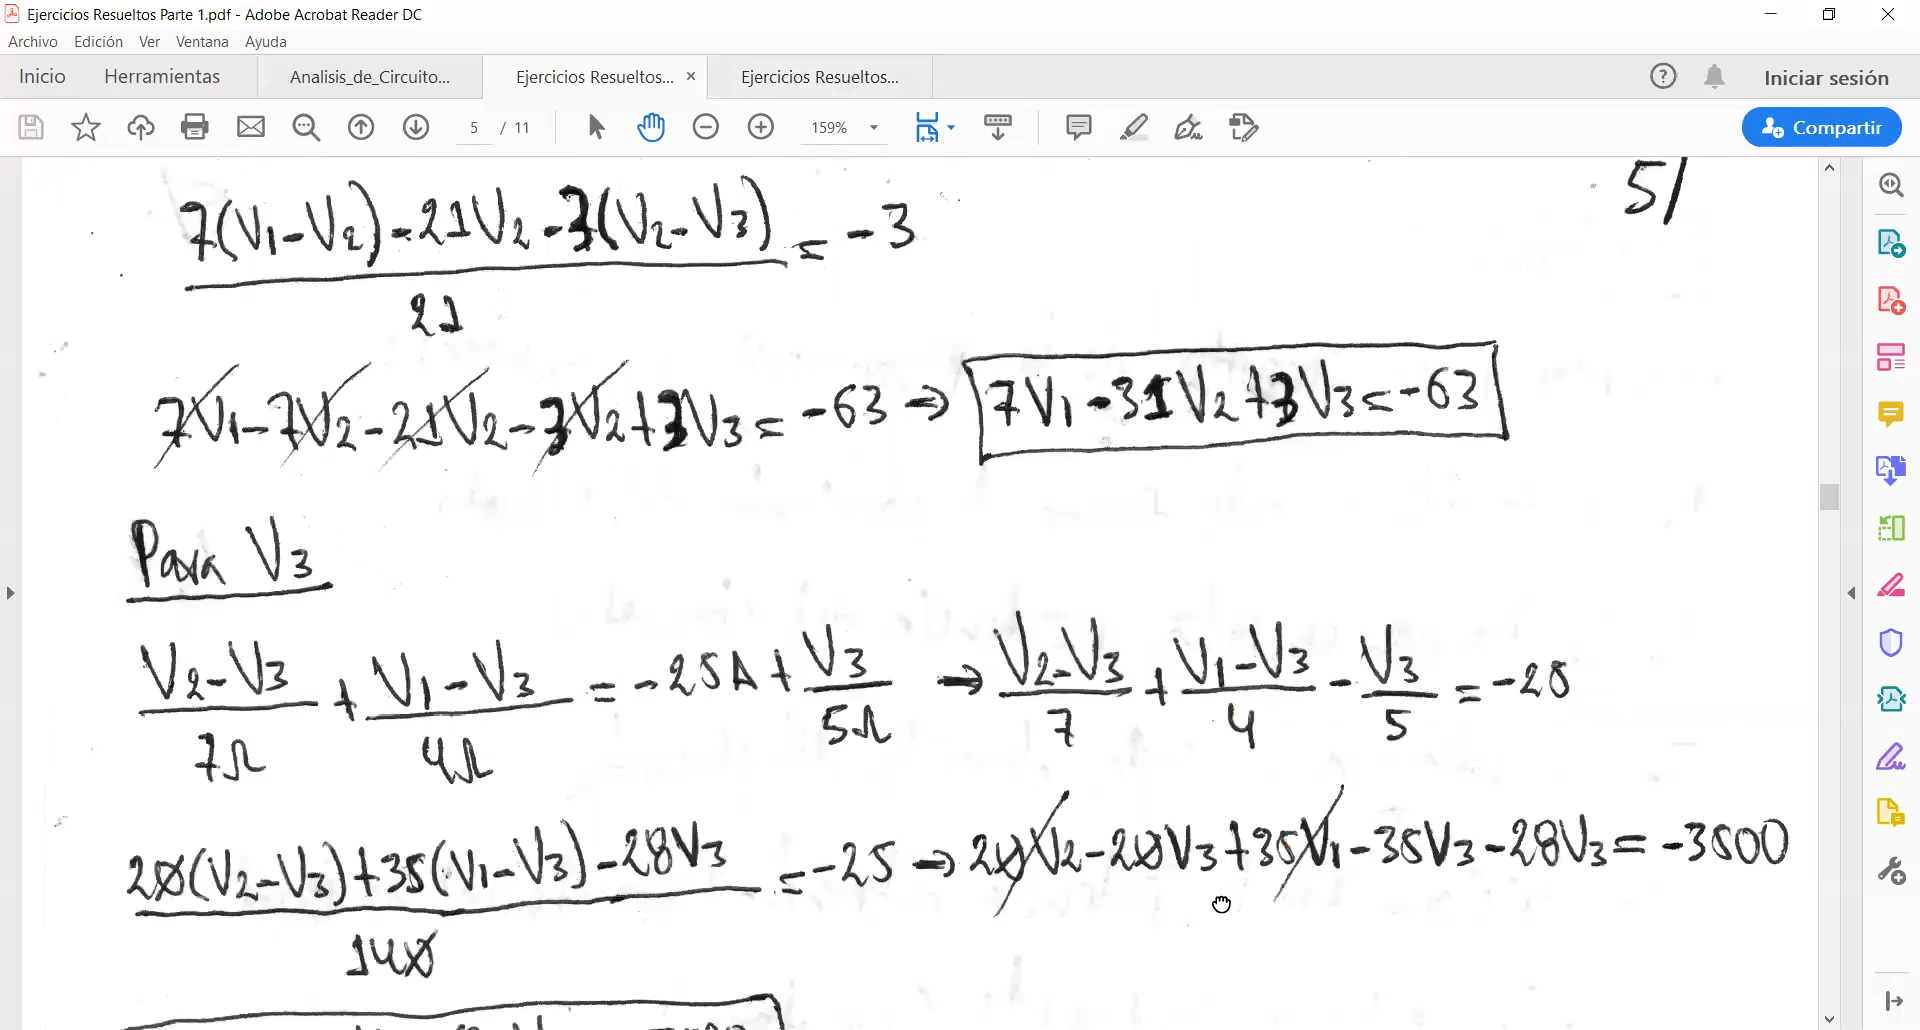 Ejercicios Resueltos Parte 1.pdf - Adobe Acrobat Reader DC
Archivo Edición Ver Ventana Ayuda
Inicio Herramientas Analisis_de_Circuito... Ejercicios Resueltos... × Ejercicios Resueltos... Iniciar sesión
5 / 11 159% Compartir
5/
7(V1-V2)-21V2-3(V2-V3) = -3
21
7V1-7V2-21V2-3V2+3V3=-63 ⇒ 7V1-31V2+3V3=-63
Para V3
V2-V3/7Ω + V1-V3/4Ω = -25A + V3/5Ω → V2-V3/7 + V1-V3/4 - V3/5 = -25
20(V2-V3)+35(V1-V3)-28V3 = -25 → 20V2-20V3+35V1-35V3-28V3=-3500
140